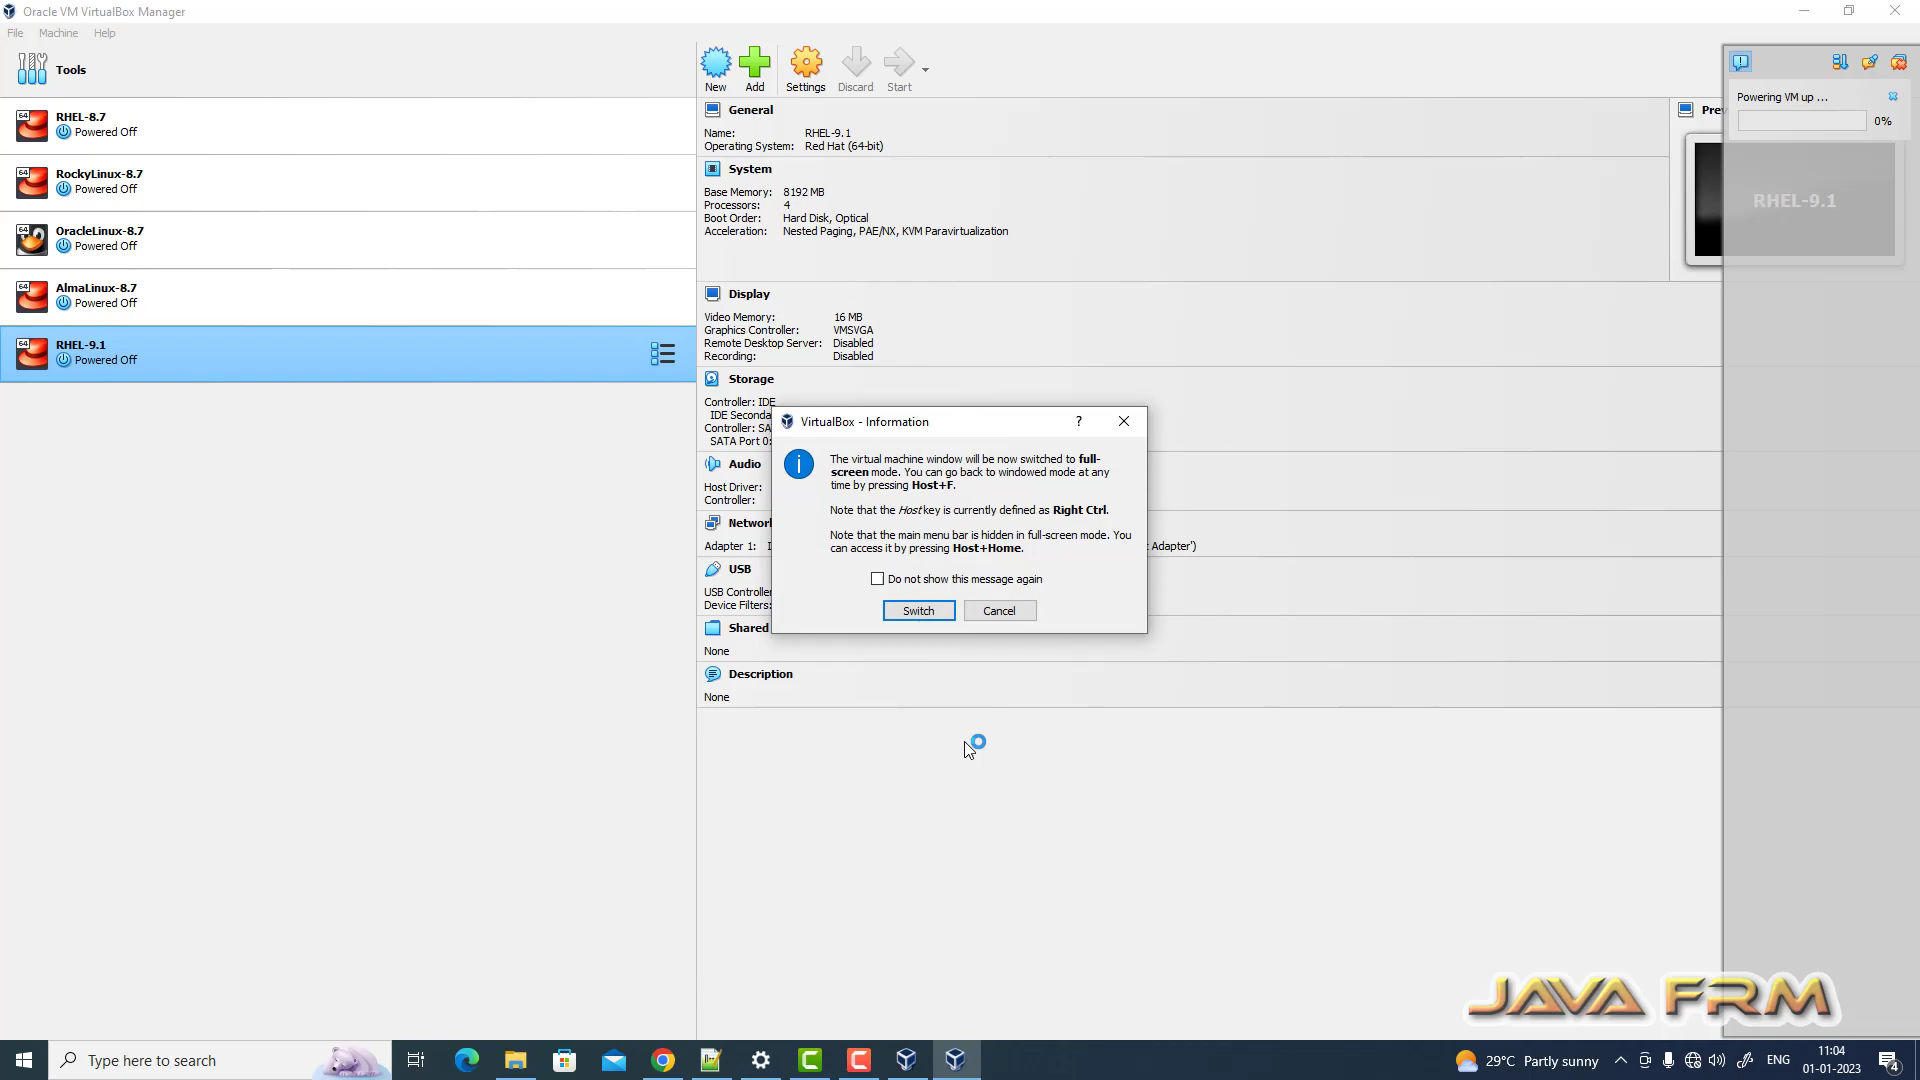 Oracle VM VirtualBox Manager
File Machine Help
Tools
64 RHEL-8.7
Powered Off
64 RockyLinux-8.7
Powered Off
64 OracleLinux-8.7
Powered Off
64 AlmaLinux-8.7
Powered Off
64 RHEL-9.1
Powered Off
New Add Settings Discard Start
General
Name: RHEL-9.1
Operating System: Red Hat (64-bit)
System
Base Memory: 8192 MB
Processors: 4
Boot Order: Hard Disk, Optical
Acceleration: Nested Paging, PAE/NX, KVM Paravirtualization
Display
Video Memory: 16 MB
Graphics Controller: VMSVGA
Remote Desktop Server: Disabled
Recording: Disabled
Storage
Controller: IDE
IDE Seconda
Controller: SA
SATA Port 0:
Audio
Host Driver:
Controller:
Network
Adapter 1: Adapter')
USB
USB Controller
Device Filters:
Shared
None
Description
None
Prev
RHEL-9.1
Powering VM up ...
0%
VirtualBox - Information
?
The virtual machine window will be now switched to full-
screen mode. You can go back to windowed mode at any
time by pressing Host+F.
Note that the Host key is currently defined as Right Ctrl.
Note that the main menu bar is hidden in full-screen mode. You
can access it by pressing Host+Home.
Do not show this message again
Switch Cancel
JAVA FRM
Type here to search
29°C Partly sunny
ENG
11:04
01-01-2023
4